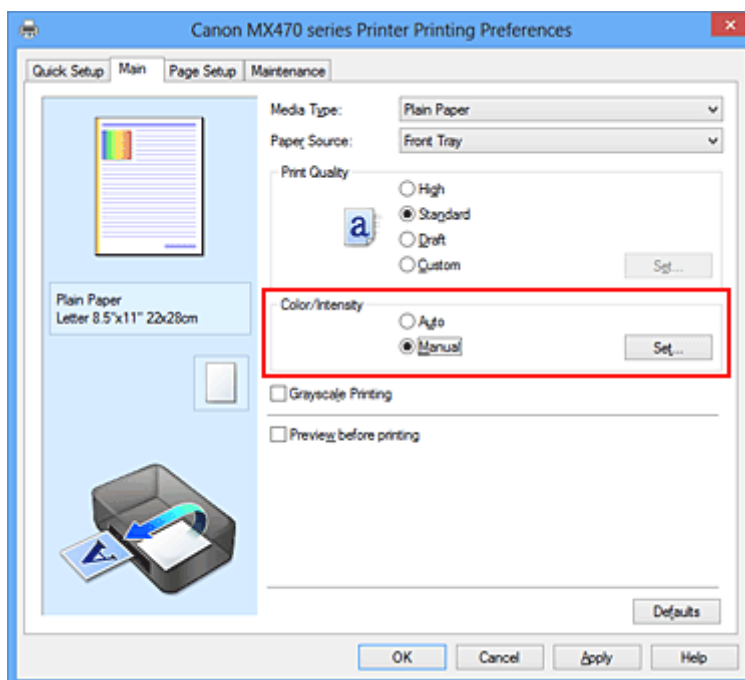 Canon MX470 series Printer Printing Preferences
Quick Setup Main Page Setup Maintenance
Media Type: Plain Paper
Paper Source: Front Tray
Print Quality
High
a Standard
Draft
Custom Set...
Plain Paper
Letter 8.5"x11" 22x28cm
Color/Intensity
Auto
Manual Set...
Grayscale Printing
Preview before printing
A
Defaults
OK Cancel Apply Help